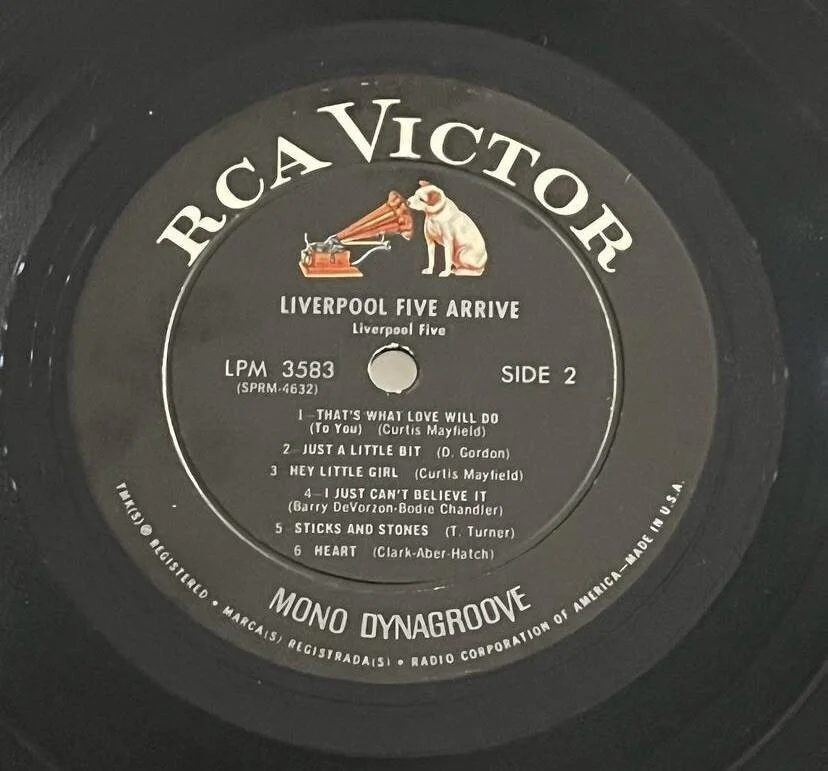 RCA VICTOR
LIVERPOOL FIVE ARRIVE
Liverpool Five
LPM 3583
(SPRM-4632)
SIDE 2
1—THAT'S WHAT LOVE WILL DO
(To You) (Curtis Mayfield)
2—JUST A LITTLE BIT (D. Gordon)
3 HEY LITTLE GIRL (Curtis Mayfield)
4—I JUST CAN'T BELIEVE IT
(Barry DeVorzon-Bodie Chandler)
5 STICKS AND STONES (T. Turner)
6 HEART (Clark-Aber-Hatch)
MONO DYNAGROOVE
TMK(S) ® REGISTERED • MARCA(S) REGISTRADA(S) • RADIO CORPORATION OF AMERICA—MADE IN U.S.A.